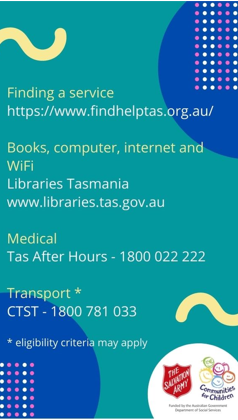 Finding a service
https://www.findhelptas.org.au/
Books, computer, internet and
WiFi
Libraries Tasmania
www.libraries.tas.gov.au
Medical
Tas After Hours - 1800 022 222
Transport *
CTST - 1800 781 033
* eligibility criteria may apply
THE
SALVATION
ARMY
Communities
for Children
Funded by the Australian Government
Department of Social Services